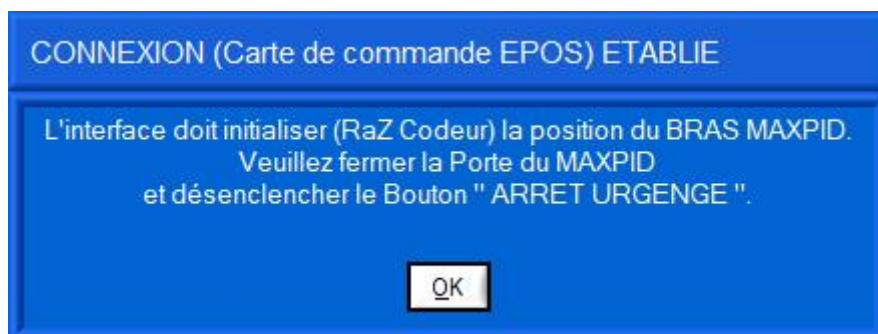 CONNEXION (Carte de commande EPOS) ETABLIE
L'interface doit initialiser (RaZ Codeur) la position du BRAS MAXPID.
Veuillez fermer la Porte du MAXPID
et désenclencher le Bouton " ARRET URGENGE ".
OK